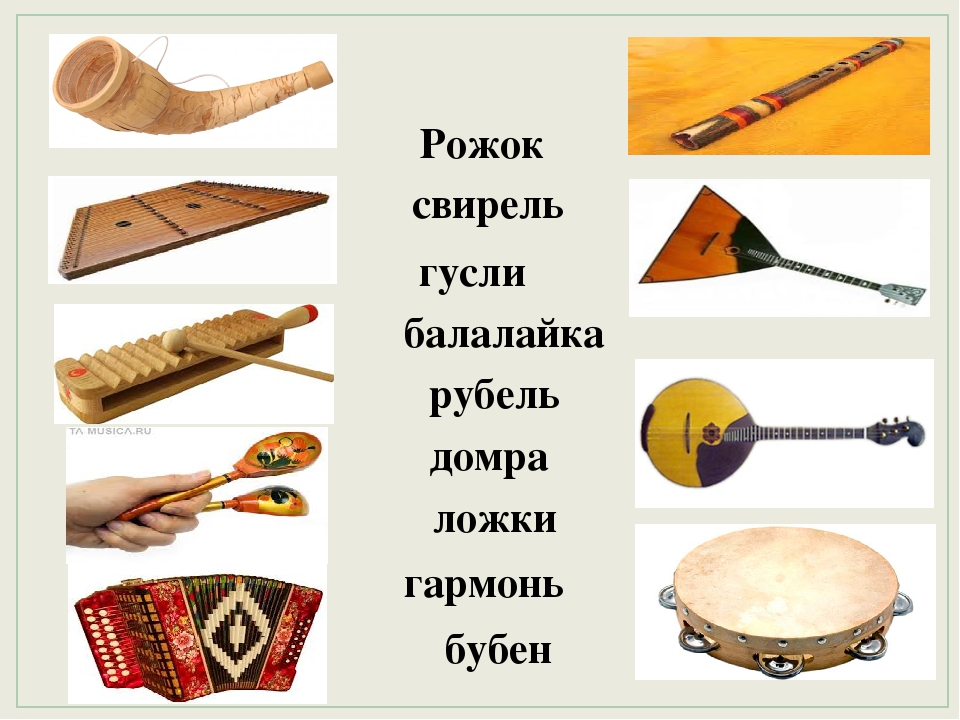 Рожок
свирель
гусли
балалайка
рубель
TA MUSICA.RU
домра
ложки
гармонь
бубен